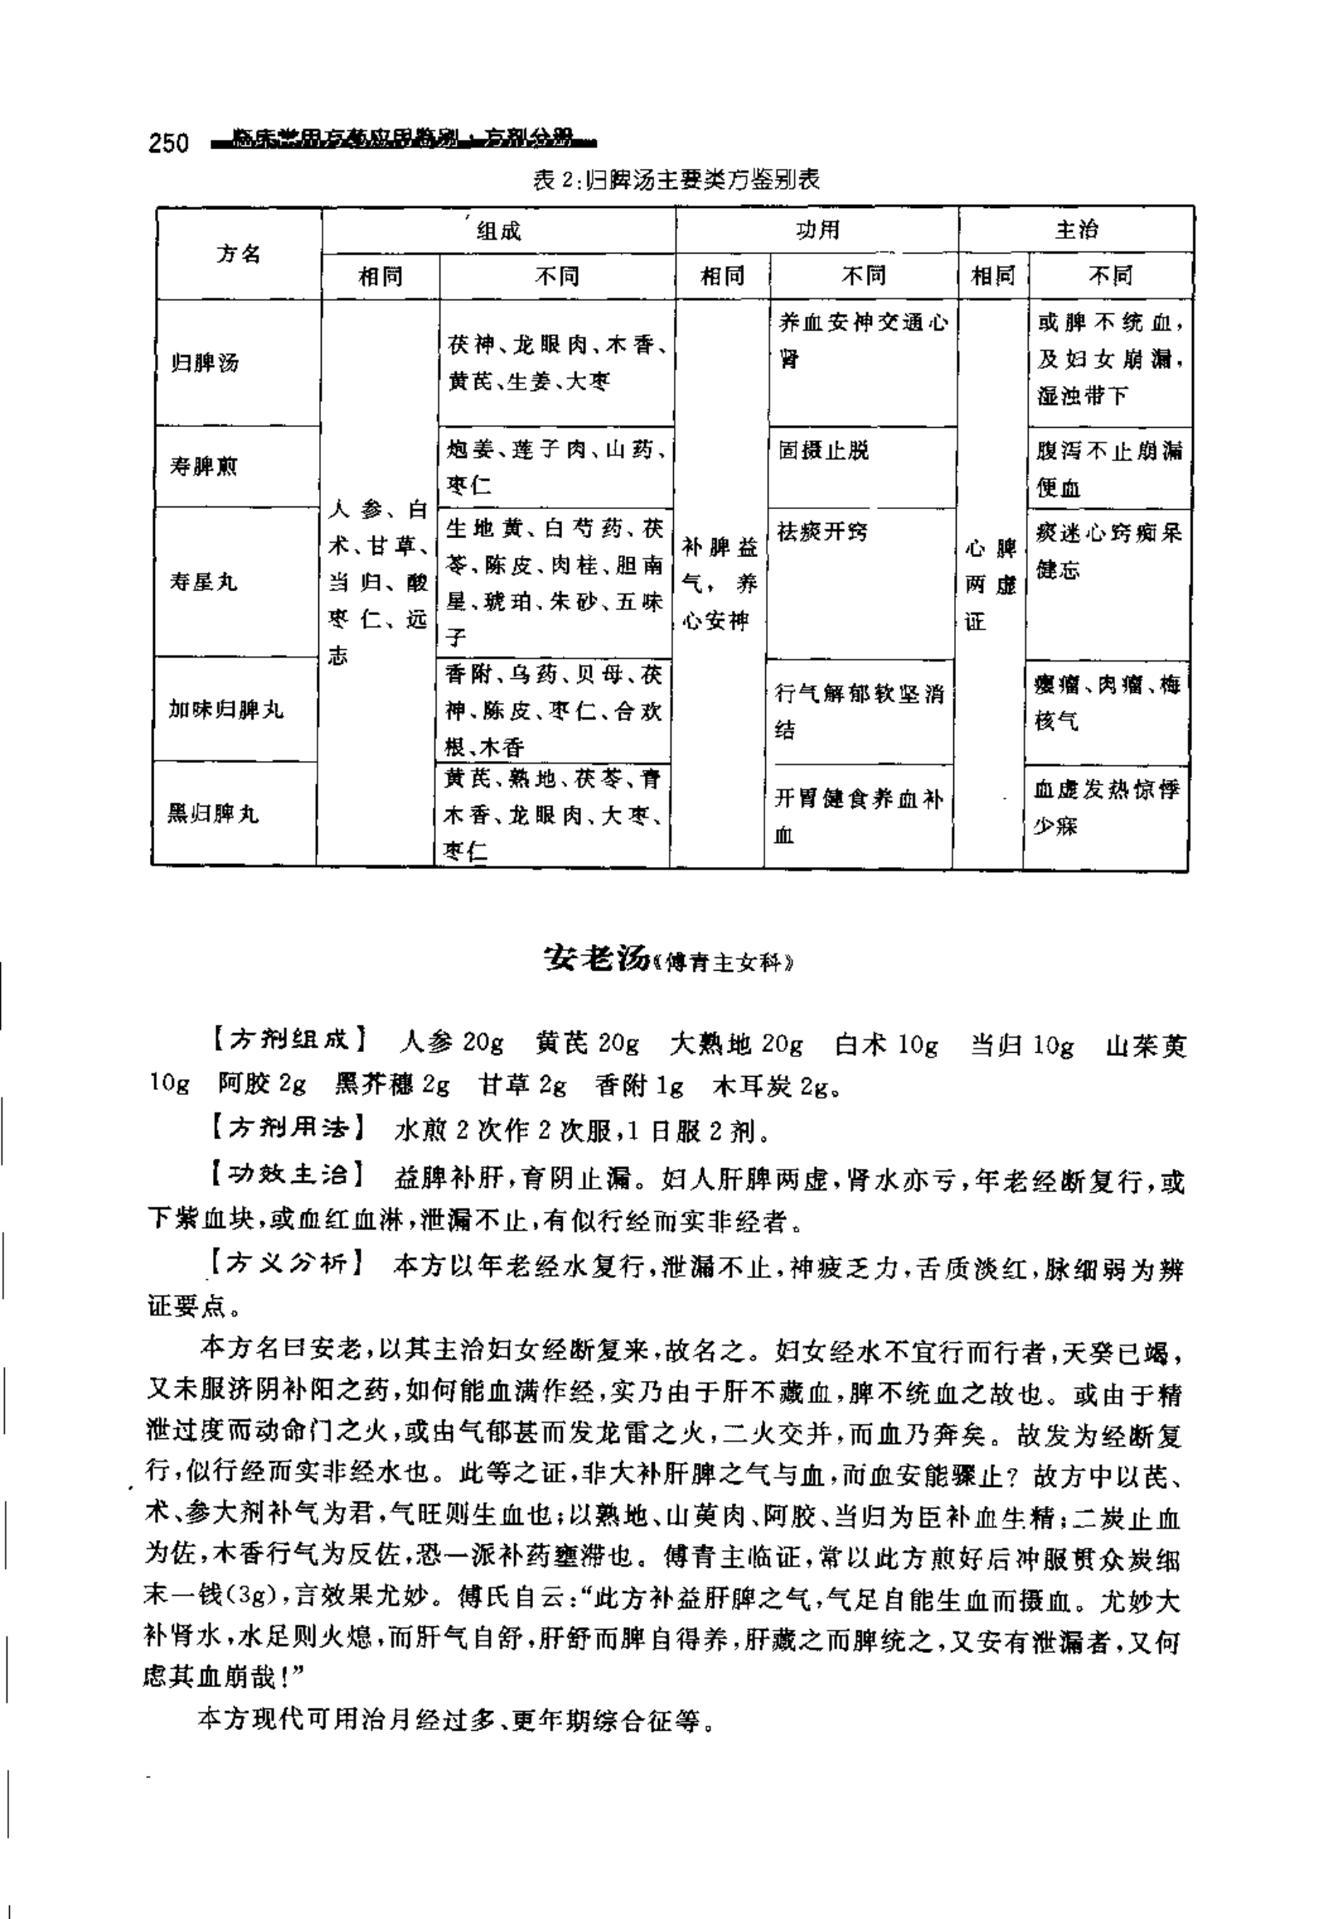 250 临床常用方药应用鉴别·方剂分册
表 2:归脾汤主要类方鉴别表
方名 组成 功用 主治
相同 不同 相同 不同 相同 不同
归脾汤
茯神、龙眼肉、木香、
黄芪、生姜、大枣
养血安神交通心
肾
或脾不统血,
及妇女崩漏,
湿浊带下
寿脾煎
炮姜、莲子肉、山药、
枣仁
固摄止脱
腹泻不止崩漏
便血
人参、白
术、甘草、
当归、酸
枣仁、远
志
补脾益
气,养
心安神
心脾
两虚
证
寿星丸
生地黄、白芍药、茯
苓、陈皮、肉桂、胆南
星、琥珀、朱砂、五味
子
祛痰开窍
痰迷心窍痴呆
健忘
加味归脾丸
香附、乌药、贝母、茯
神、陈皮、枣仁、合欢
根、木香
行气解郁软坚消
结
瘿瘤、肉瘤、梅
核气
黑归脾丸
黄芪、熟地、茯苓、青
木香、龙眼肉、大枣、
枣仁
开胃健食养血补
血
血虚发热惊悸
少寐
安老汤《傅青主女科》
【方剂组成】 人参 20g 黄芪 20g 大熟地 20g 白术 10g 当归 10g 山茱萸
10g 阿胶 2g 黑芥穗 2g 甘草 2g 香附 1g 木耳炭 2g。
【方剂用法】 水煎 2 次作 2 次服,1 日服 2 剂。
【功效主治】 益脾补肝,育阴止漏。妇人肝脾两虚,肾水亦亏,年老经断复行,或
下紫血块,或血红血淋,泄漏不止,有似行经而实非经者。
【方义分析】 本方以年老经水复行,泄漏不止,神疲乏力,舌质淡红,脉细弱为辨
证要点。
本方名曰安老,以其主治妇女经断复来,故名之。妇女经水不宜行而行者,天癸已竭,
又未服济阴补阳之药,如何能血满作经,实乃由于肝不藏血,脾不统血之故也。或由于精
泄过度而动命门之火,或由气郁甚而发龙雷之火,二火交并,而血乃奔矣。故发为经断复
行,似行经而实非经水也。此等之证,非大补肝脾之气与血,而血安能骤止?故方中以芪、
术、参大剂补气为君,气旺则生血也;以熟地、山萸肉、阿胶、当归为臣补血生精;二炭止血
为佐,木香行气为反佐,恐一派补药壅滞也。傅青主临证,常以此方煎好后冲服贯众炭细
末一钱(3g),言效果尤妙。傅氏自云:“此方补益肝脾之气,气足自能生血而摄血。尤妙大
补肾水,水足则火熄,而肝气自舒,肝舒而脾自得养,肝藏之而脾统之,又安有泄漏者,又何
虑其血崩哉!”
本方现代可用治月经过多、更年期综合征等。